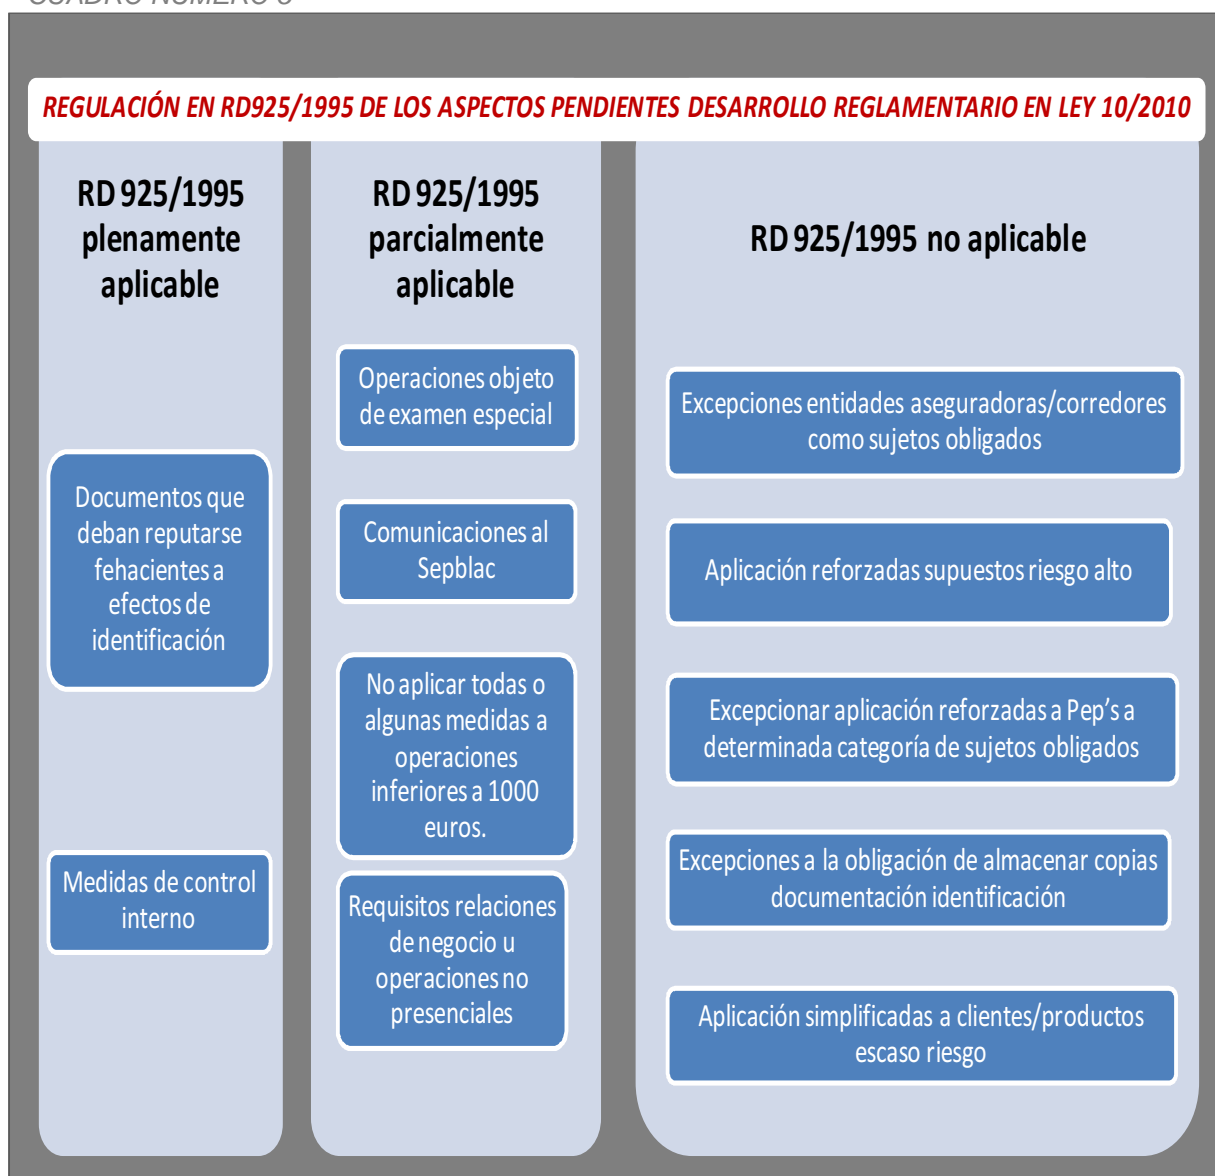 CUADRO NUMERO 3
REGULACIÓN EN RD925/1995 DE LOS ASPECTOS PENDIENTES DESARROLLO REGLAMENTARIO EN LEY 10/2010
RD 925/1995
plenamente
aplicable
Documentos que
deban reputarse
fehacientes a
efectos de
identificación
Medidas de control
interno
RD 925/1995
parcialmente
aplicable
Operaciones objeto
de examen especial
Comunicaciones al
Sepblac
No aplicar todas o
algunas medidas a
operaciones
inferiores a 1000
euros.
Requisitos relaciones
de negocio u
operaciones no
presenciales
RD 925/1995 no aplicable
Excepciones entidades aseguradoras/corredores
como sujetos obligados
Aplicación reforzadas supuestos riesgo alto
Excepcionar aplicación reforzadas a Pep's a
determinada categoría de sujetos obligados
Excepciones a la obligación de almacenar copias
documentación identificación
Aplicación simplificadas a clientes/productos
escaso riesgo